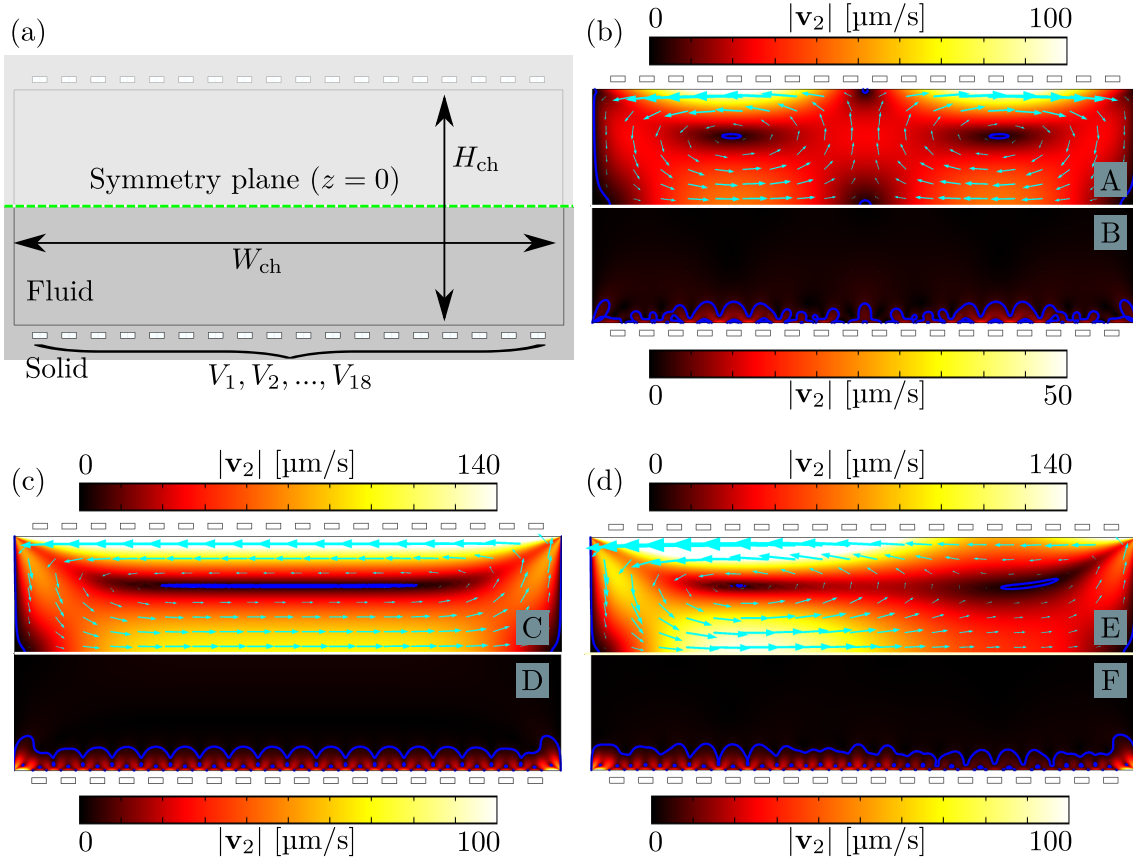 (a)
Symmetry plane (z = 0)
H_ch
W_ch
Fluid
Solid
V_1, V_2, ..., V_18
(b)
0 |v_2| [µm/s] 100
A
B
0 |v_2| [µm/s] 50
(c)
0 |v_2| [µm/s] 140
C
D
0 |v_2| [µm/s] 100
(d)
0 |v_2| [µm/s] 140
E
F
0 |v_2| [µm/s] 100